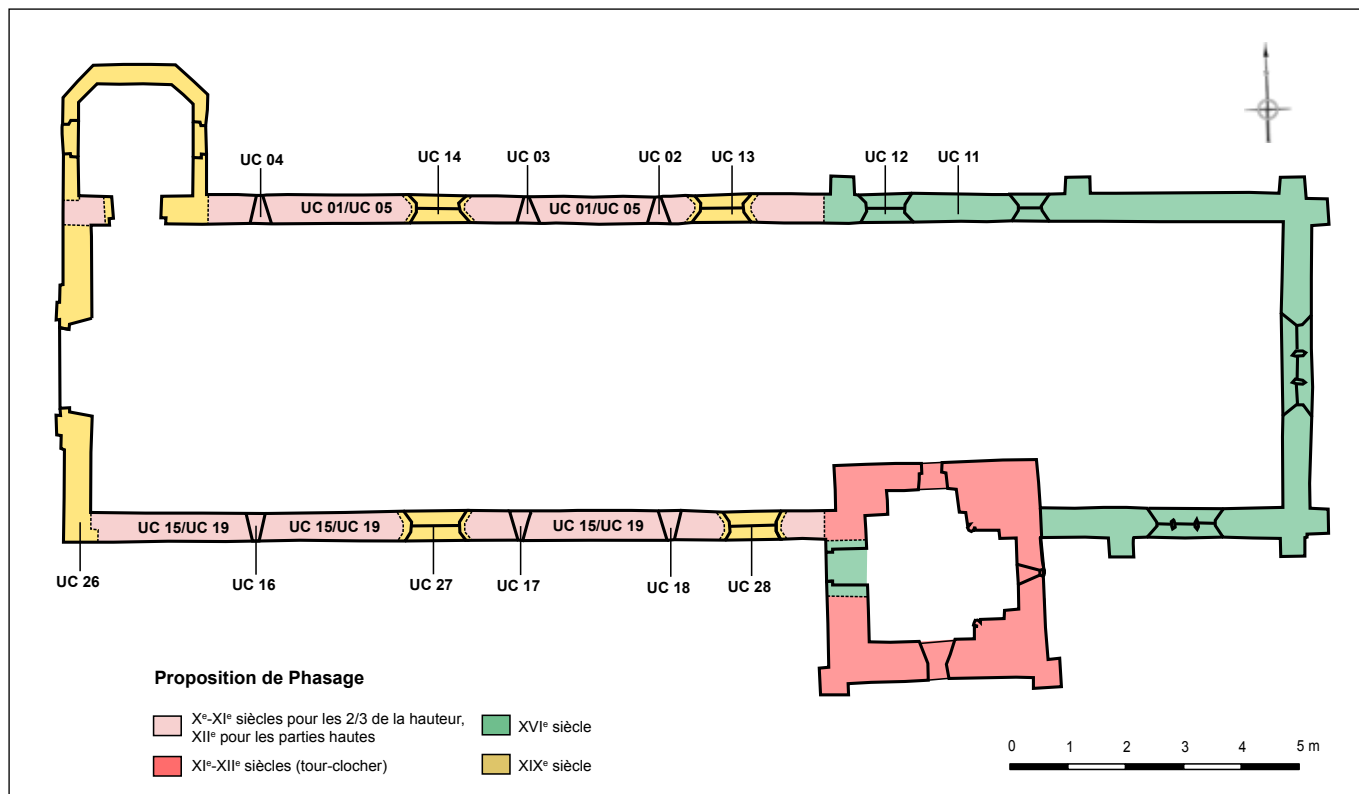 UC 04
UC 14
UC 03
UC 02
UC 13
UC 12
UC 11
UC 01/UC 05
UC 01/UC 05
UC 15/UC 19
UC 15/UC 19
UC 15/UC 19
UC 26
UC 16
UC 27
UC 17
UC 18
UC 28
Proposition de Phasage
Xᵉ-XIᵉ siècles pour les 2/3 de la hauteur,
XIIᵉ pour les parties hautes
XIᵉ-XIIᵉ siècles (tour-clocher)
XVIᵉ siècle
XIXᵉ siècle
0 1 2 3 4 5 m